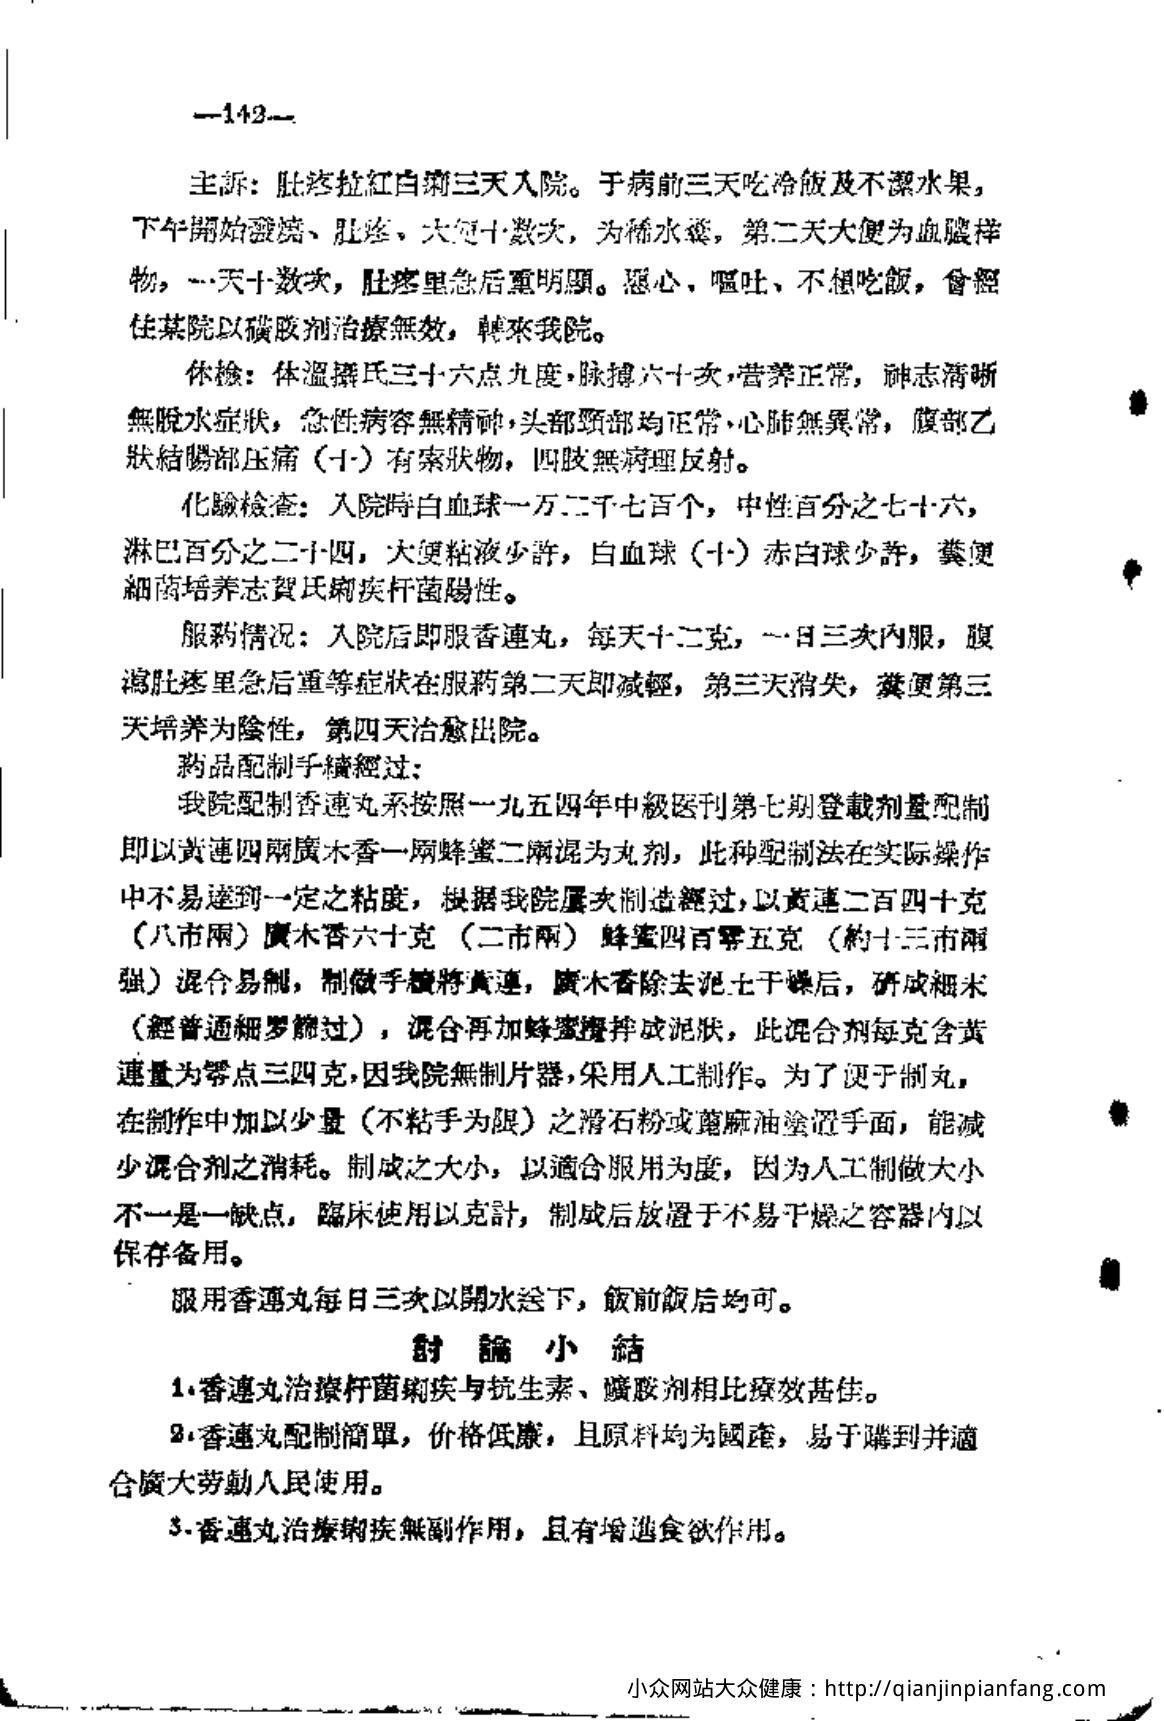 —142—
主訴：肚疼拉紅白痢三天入院。于病前三天吃冷飯及不潔水果，
下午開始發燒、肚疼、大便十数次，为稀水糞，第二天大便为血膿样
物，一天十数次，肚疼里急后重明顯。惡心、嘔吐、不想吃飯，曾經
住某院以磺胺剂治療無效，轉來我院。
体檢：体溫攝氏三十六点九度，脉搏六十次，营养正常，神志清晰
無脫水症狀，急性病容無精神，头部頸部均正常，心肺無異常，腹部乙
狀結腸部压痛（十）有索狀物，四肢無病理反射。
化驗檢查：入院時白血球一万二千七百个，中性百分之七十六，
淋巴百分之二十四，大便粘液少許，白血球（十）赤白球少許，糞便
細菌培养志賀氏痢疾杆菌陽性。
服葯情况：入院后即服香連丸，每天十二克，一日三次内服，腹
瀉肚疼里急后重等症狀在服葯第二天即减輕，第三天消失，糞便第三
天培养为陰性，第四天治愈出院。
葯品配制手續經过：
我院配制香連丸系按照一九五四年中級医刊第七期登載剂量配制
即以黃連四兩廣木香一兩蜂蜜二兩混为丸剂，此种配制法在实际操作
中不易達到一定之粘度，根据我院屢次制造經过，以黃連二百四十克
（八市兩）廣木香六十克（二市兩）蜂蜜四百零五克（約十三市兩
强）混合易制，制做手續將黃連，廣木香除去泥土干燥后，研成細末
（經普通細罗篩过），混合再加蜂蜜攪拌成泥狀，此混合剂每克含黃
連量为零点三四克，因我院無制片器，采用人工制作。为了便于制丸，
在制作中加以少量（不粘手为限）之滑石粉或蓖麻油塗滔手面，能减
少混合剂之消耗。制成之大小，以適合服用为度，因为人工制做大小
不一是一缺点，臨床使用以克計，制成后放置于不易干燥之容器内以
保存备用。
服用香連丸每日三次以開水送下，飯前飯后均可。
討論小結
1.香連丸治療杆菌痢疾与抗生素、磺胺剂相比療效甚佳。
2.香連丸配制簡單，价格低廉，且原料均为國產，易于購到并適
合廣大劳動人民使用。
3.香連丸治療痢疾無副作用，且有增進食欲作用。
小众网站大众健康：http://qianjinpianfang.com